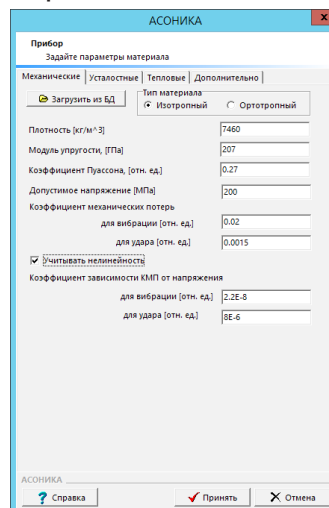 АСОНИКА
x
Прибор
Задайте параметры материала
Механические Усталостные Тепловые Дополнительно
Загрузить из БД
Тип материала
Изотропный Ортотропный
Плотность [кг/м^3] 7460
Модуль упругости, [ГПа] 207
Коэффициент Пуассона, [отн. ед.] 0.27
Допустимое напряжение [МПа] 200
Коэффициент механических потерь
для вибрации [отн. ед.] 0.02
для удара [отн. ед.] 0.0015
Учитывать нелинейность
Коэффициент зависимости КМП от напряжения
для вибрации [отн. ед.] 2.2E-8
для удара [отн. ед.] 8E-6
АСОНИКА
? Справка Принять Отмена